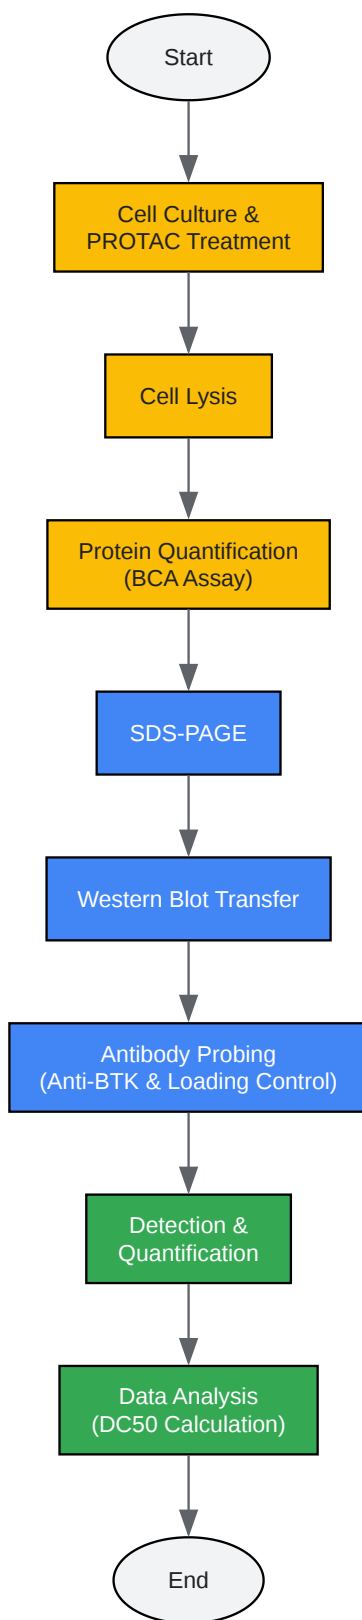 Start
Cell Culture &
PROTAC Treatment
Cell Lysis
Protein Quantification
(BCA Assay)
SDS-PAGE
Western Blot Transfer
Antibody Probing
(Anti-BTK & Loading Control)
Detection &
Quantification
Data Analysis
(DC50 Calculation)
End